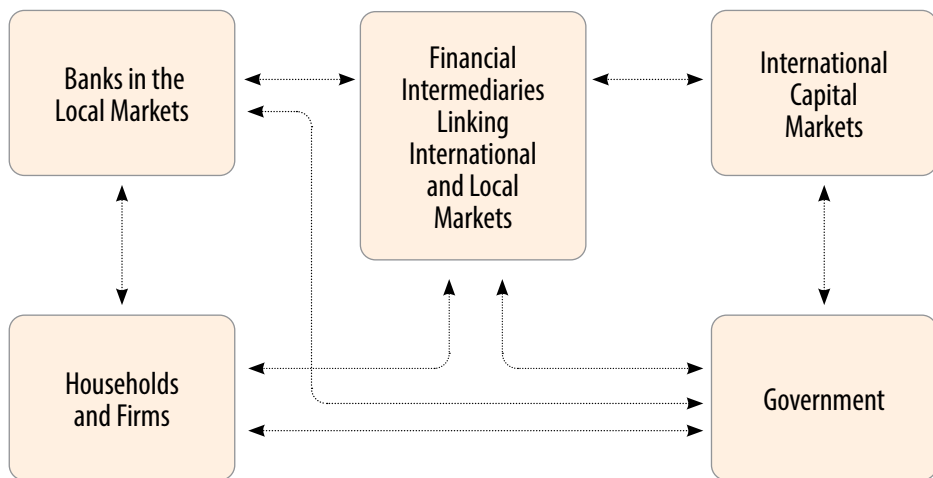 Banks in the
Local Markets
Financial
Intermediaries
Linking
International
and Local
Markets
International
Capital
Markets
Households
and Firms
Government